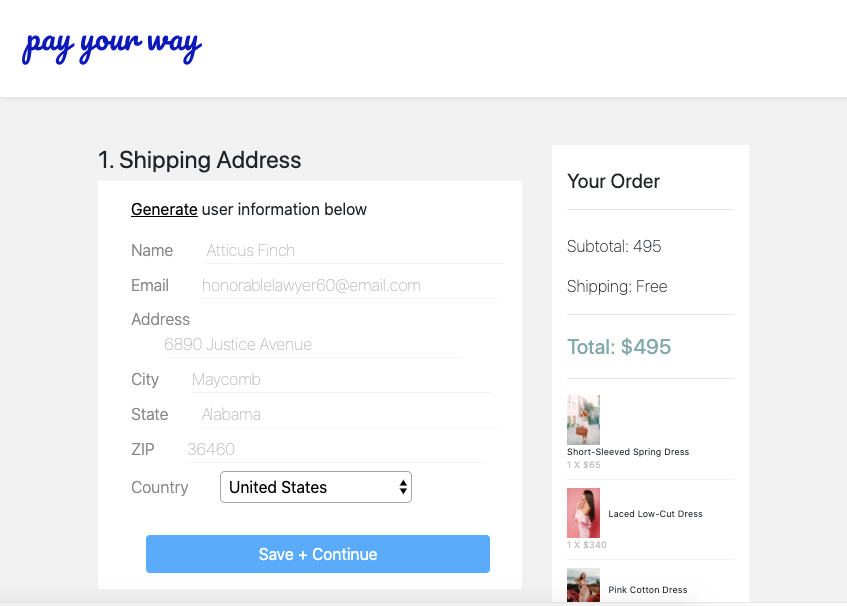 pay your way
1. Shipping Address
Generate user information below
Name Atticus Finch
Email honorablelawyer60@email.com
Address
6890 Justice Avenue
City Maycomb
State Alabama
ZIP 36460
Country United States
Save + Continue
Your Order
Subtotal: 495
Shipping: Free
Total: $495
Short-Sleeved Spring Dress
1 X $65
Laced Low-Cut Dress
1 X $340
Pink Cotton Dress